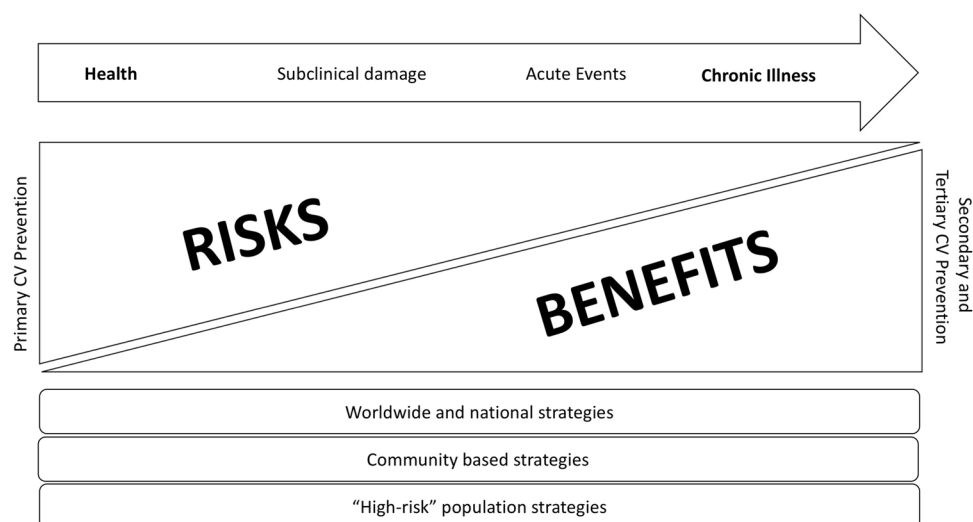 Health
Subclinical damage
Acute Events
Chronic Illness
Primary CV Prevention
RISKS
BENEFITS
Secondary and
Tertiary CV Prevention
Worldwide and national strategies
Community based strategies
“High-risk” population strategies